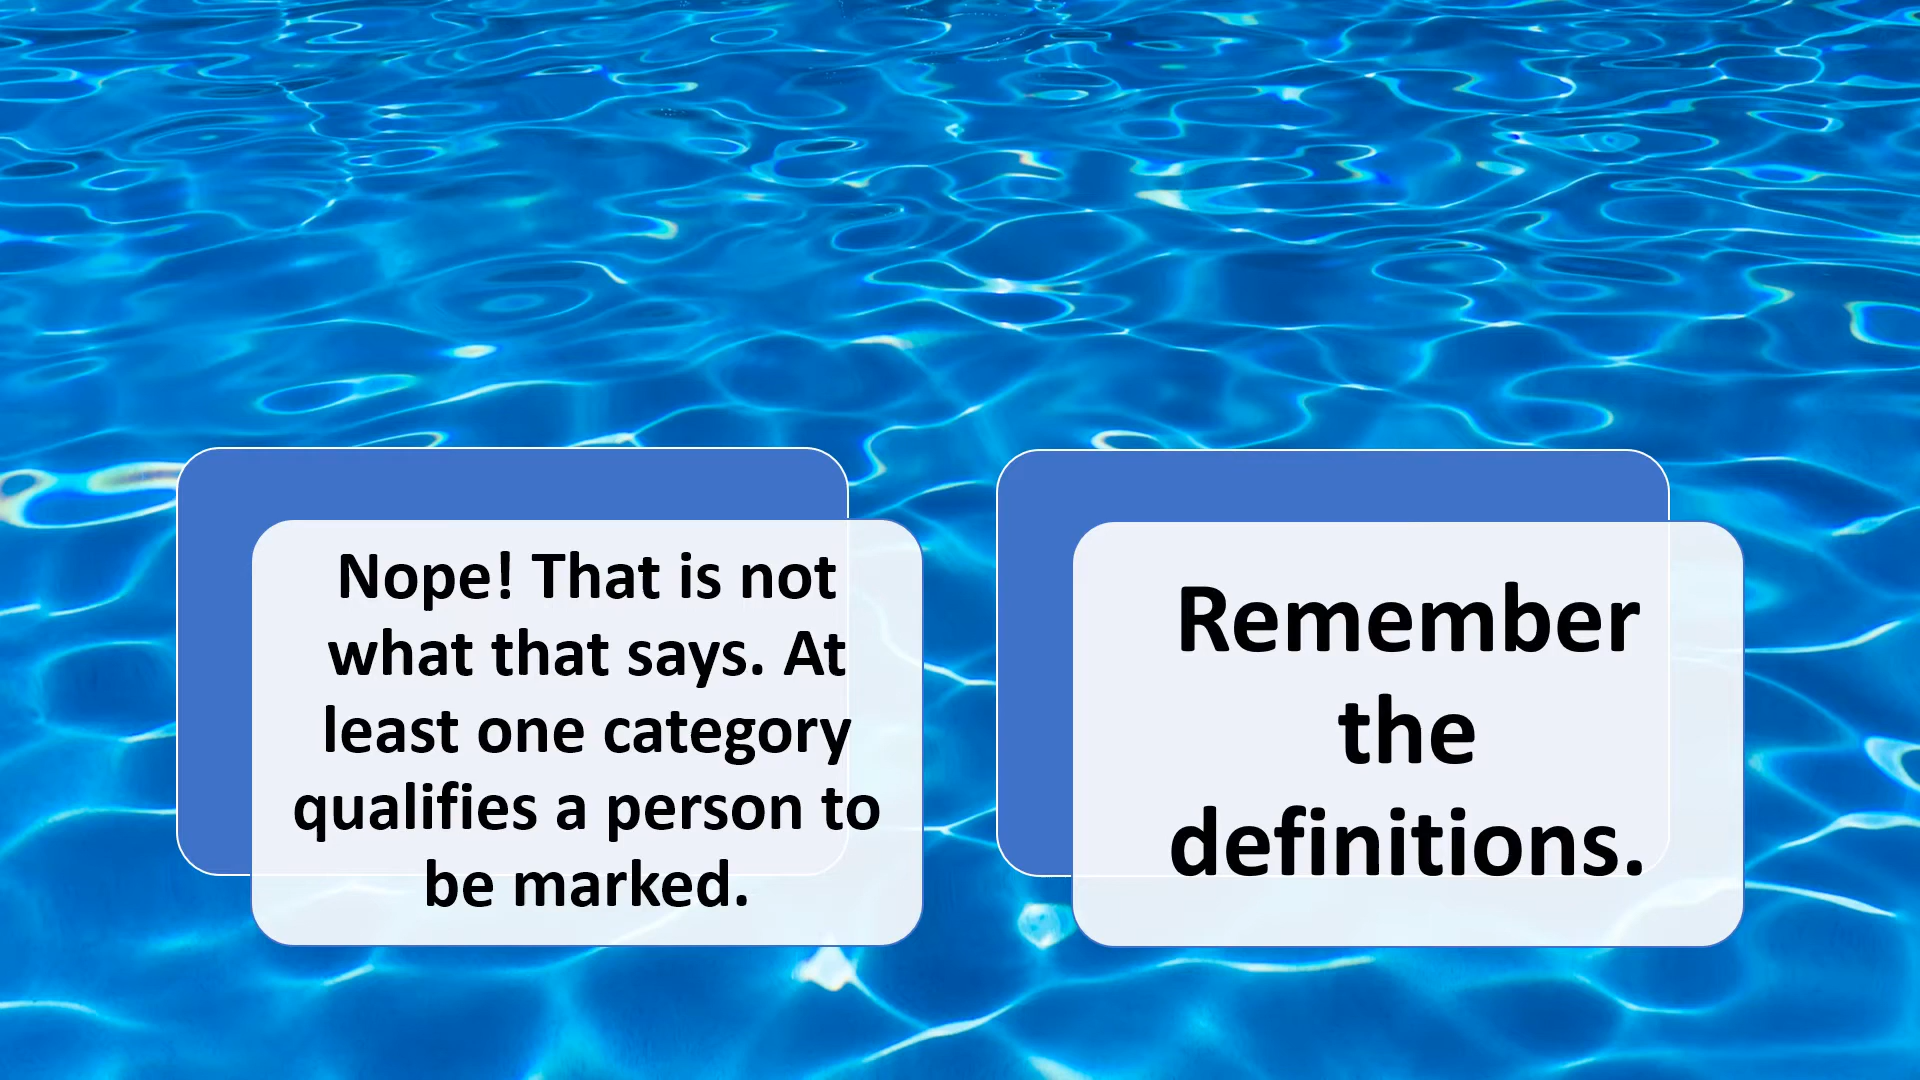 Nope! That is not
what that says. At
least one category
qualifies a person to
be marked.
Remember
the
definitions.